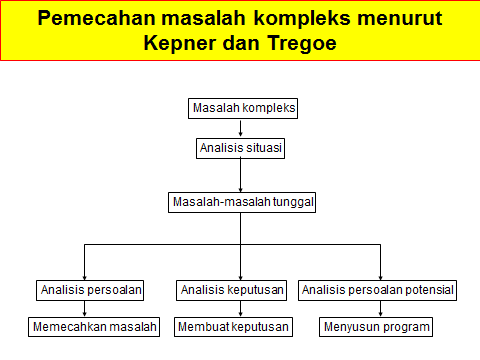 Pemecahan masalah kompleks menurut
Kepner dan Tregoe
Masalah kompleks
Analisis situasi
Masalah-masalah tunggal
Analisis persoalan
Analisis keputusan
Analisis persoalan potensial
Memecahkan masalah
Membuat keputusan
Menyusun program